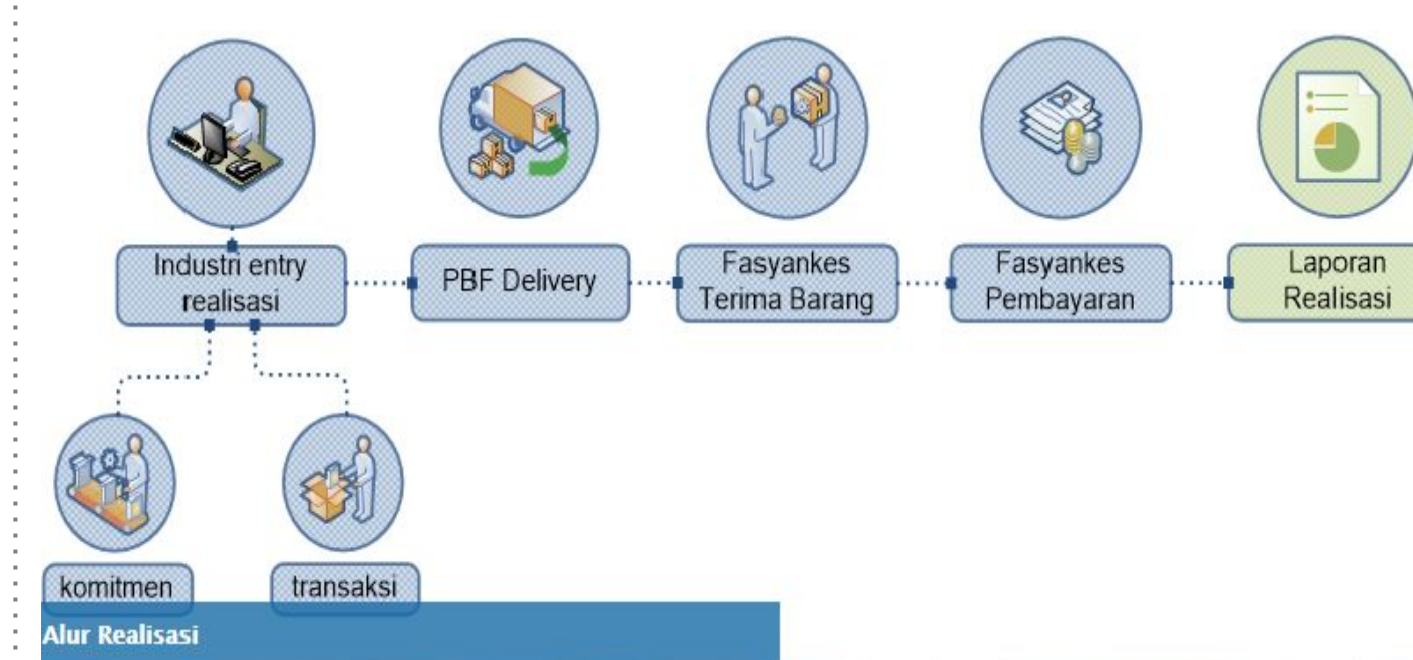 Industri entry
realisasi
PBF Delivery
Fasyankes
Terima Barang
Fasyankes
Pembayaran
Laporan
Realisasi
komitmen
transaksi
Alur Realisasi